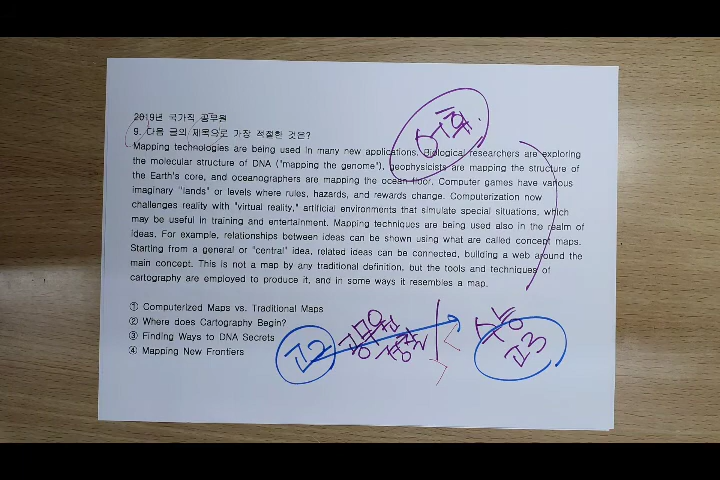 2019년 국가직 공무원
9. 다음 글의 제목으로 가장 적절한 것은?
Mapping technologies are being used in many new applications. Biological researchers are exploring
the molecular structure of DNA ("mapping the genome"), geophysicists are mapping the structure of
the Earth's core, and oceanographers are mapping the ocean floor. Computer games have various
imaginary "lands" or levels where rules, hazards, and rewards change. Computerization now
challenges reality with "virtual reality," artificial environments that simulate special situations, which
may be useful in training and entertainment. Mapping techniques are being used also in the realm of
ideas. For example, relationships between ideas can be shown using what are called concept maps.
Starting from a general or "central" idea, related ideas can be connected, building a web around the
main concept. This is not a map by any traditional definition, but the tools and techniques of
cartography are employed to produce it, and in some ways it resembles a map.
① Computerized Maps vs. Traditional Maps
② Where does Cartography Begin?
③ Finding Ways to DNA Secrets
④ Mapping New Frontiers
어휘
고2
공무원
수능
고3